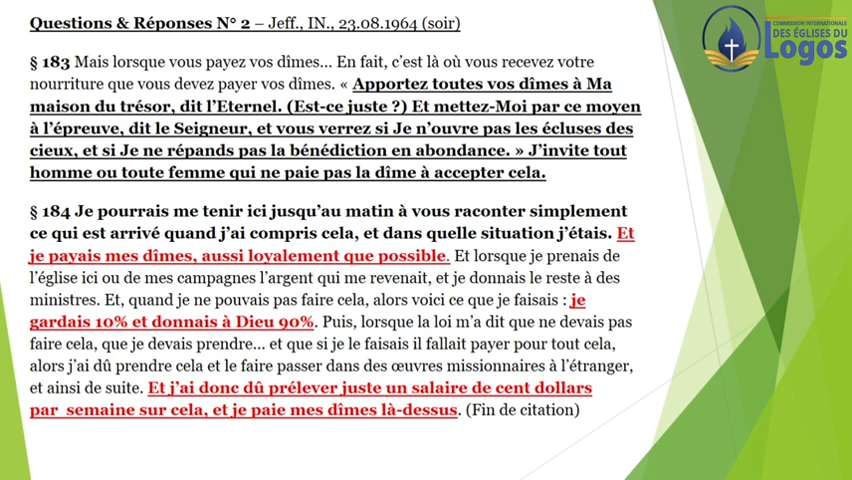 Questions & Réponses N° 2 – Jeff., IN., 23.08.1964 (soir)
COMMISSION INTERNATIONALE
DES ÉGLISES DU
Logos
§ 183 Mais lorsque vous payez vos dîmes… En fait, c’est là où vous recevez votre
nourriture que vous devez payer vos dîmes. « Apportez toutes vos dîmes à Ma
maison du trésor, dit l’Eternel. (Est-ce juste ?) Et mettez-Moi par ce moyen
à l’épreuve, dit le Seigneur, et vous verrez si Je n’ouvre pas les écluses des
cieux, et si Je ne répands pas la bénédiction en abondance. » J’invite tout
homme ou toute femme qui ne paie pas la dîme à accepter cela.
§ 184 Je pourrais me tenir ici jusqu’au matin à vous raconter simplement
ce qui est arrivé quand j’ai compris cela, et dans quelle situation j’étais. Et
je payais mes dîmes, aussi loyalement que possible. Et lorsque je prenais de
l’église ici ou de mes campagnes l’argent qui me revenait, et je donnais le reste à des
ministres. Et, quand je ne pouvais pas faire cela, alors voici ce que je faisais : je
gardais 10% et donnais à Dieu 90%. Puis, lorsque la loi m’a dit que ne devais pas
faire cela, que je devais prendre… et que si je le faisais il fallait payer pour tout cela,
alors j’ai dû prendre cela et le faire passer dans des œuvres missionnaires à l’étranger,
et ainsi de suite. Et j’ai donc dû prélever juste un salaire de cent dollars
par semaine sur cela, et je paie mes dîmes là-dessus. (Fin de citation)